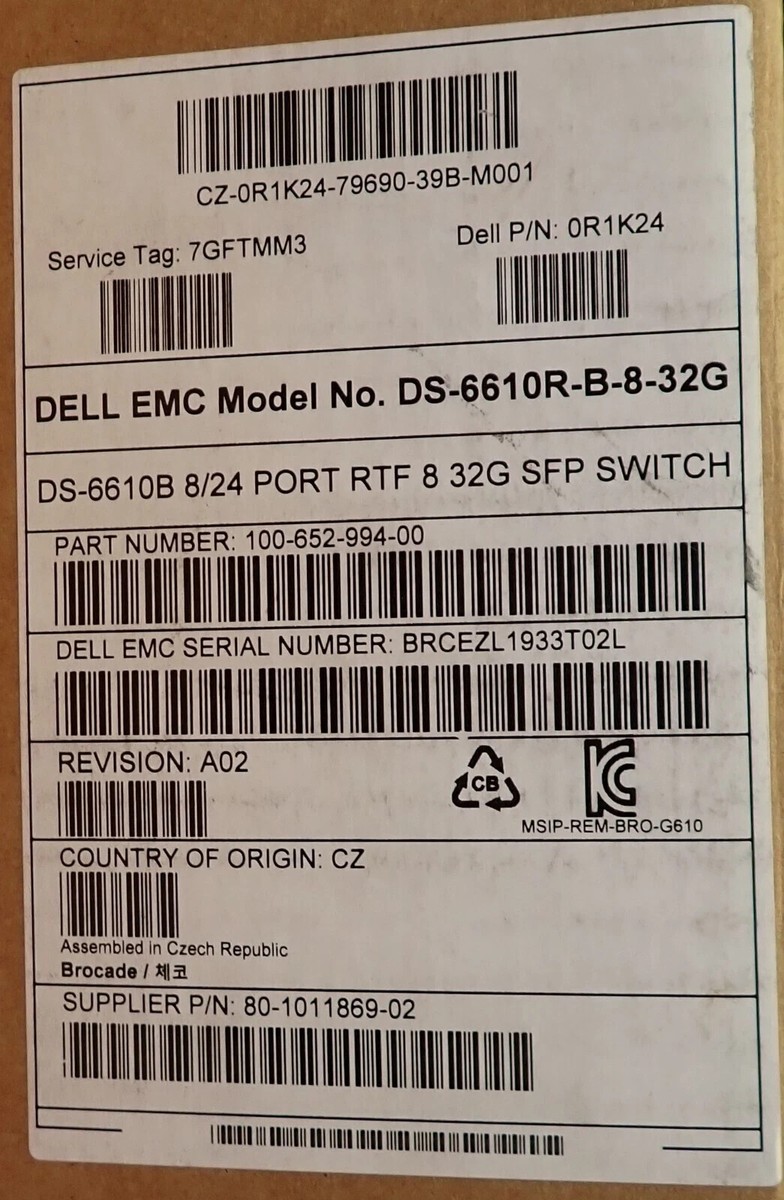 CZ-0R1K24-79690-39B-M001
Service Tag: 7GFTMM3
Dell P/N: 0R1K24
DELL EMC Model No. DS-6610R-B-8-32G
DS-6610B 8/24 PORT RTF 8 32G SFP SWITCH
PART NUMBER: 100-652-994-00
DELL EMC SERIAL NUMBER: BRCEZL1933T02L
REVISION: A02
CB
MSIP-REM-BRO-G610
COUNTRY OF ORIGIN: CZ
Assembled in Czech Republic
Brocade / 체코
SUPPLIER P/N: 80-1011869-02